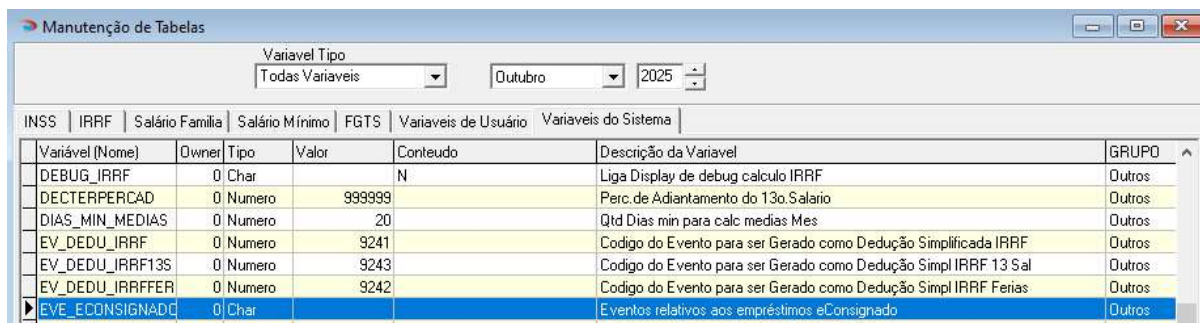 Manutenção de Tabelas
Variavel Tipo
Todas Variaveis Outubro 2025
INSS IRRF Salário Familia Salário Mínimo FGTS Variaveis de Usuário Variaveis do Sistema
Variável (Nome) Owner Tipo Valor Conteudo Descrição da Variavel GRUPO
DEBUG_IRRF 0 Char N Liga Display de debug calculo IRRF Outros
DECTERPERCAD 0 Numero 999999 Perc.de Adiantamento do 13o.Salario Outros
DIAS_MIN_MEDIAS 0 Numero 20 Qtd Dias min para calc medias Mes Outros
EV_DEDU_IRRF 0 Numero 9241 Codigo do Evento para ser Gerado como Dedução Simplificada IRRF Outros
EV_DEDU_IRRF13S 0 Numero 9243 Codigo do Evento para ser Gerado como Dedução Simpl IRRF 13 Sal Outros
EV_DEDU_IRRFFER 0 Numero 9242 Codigo do Evento para ser Gerado como Dedução Simpl IRRF Ferias Outros
EVE_ECONSIGNADO 0 Char Eventos relativos aos empréstimos eConsignado Outros